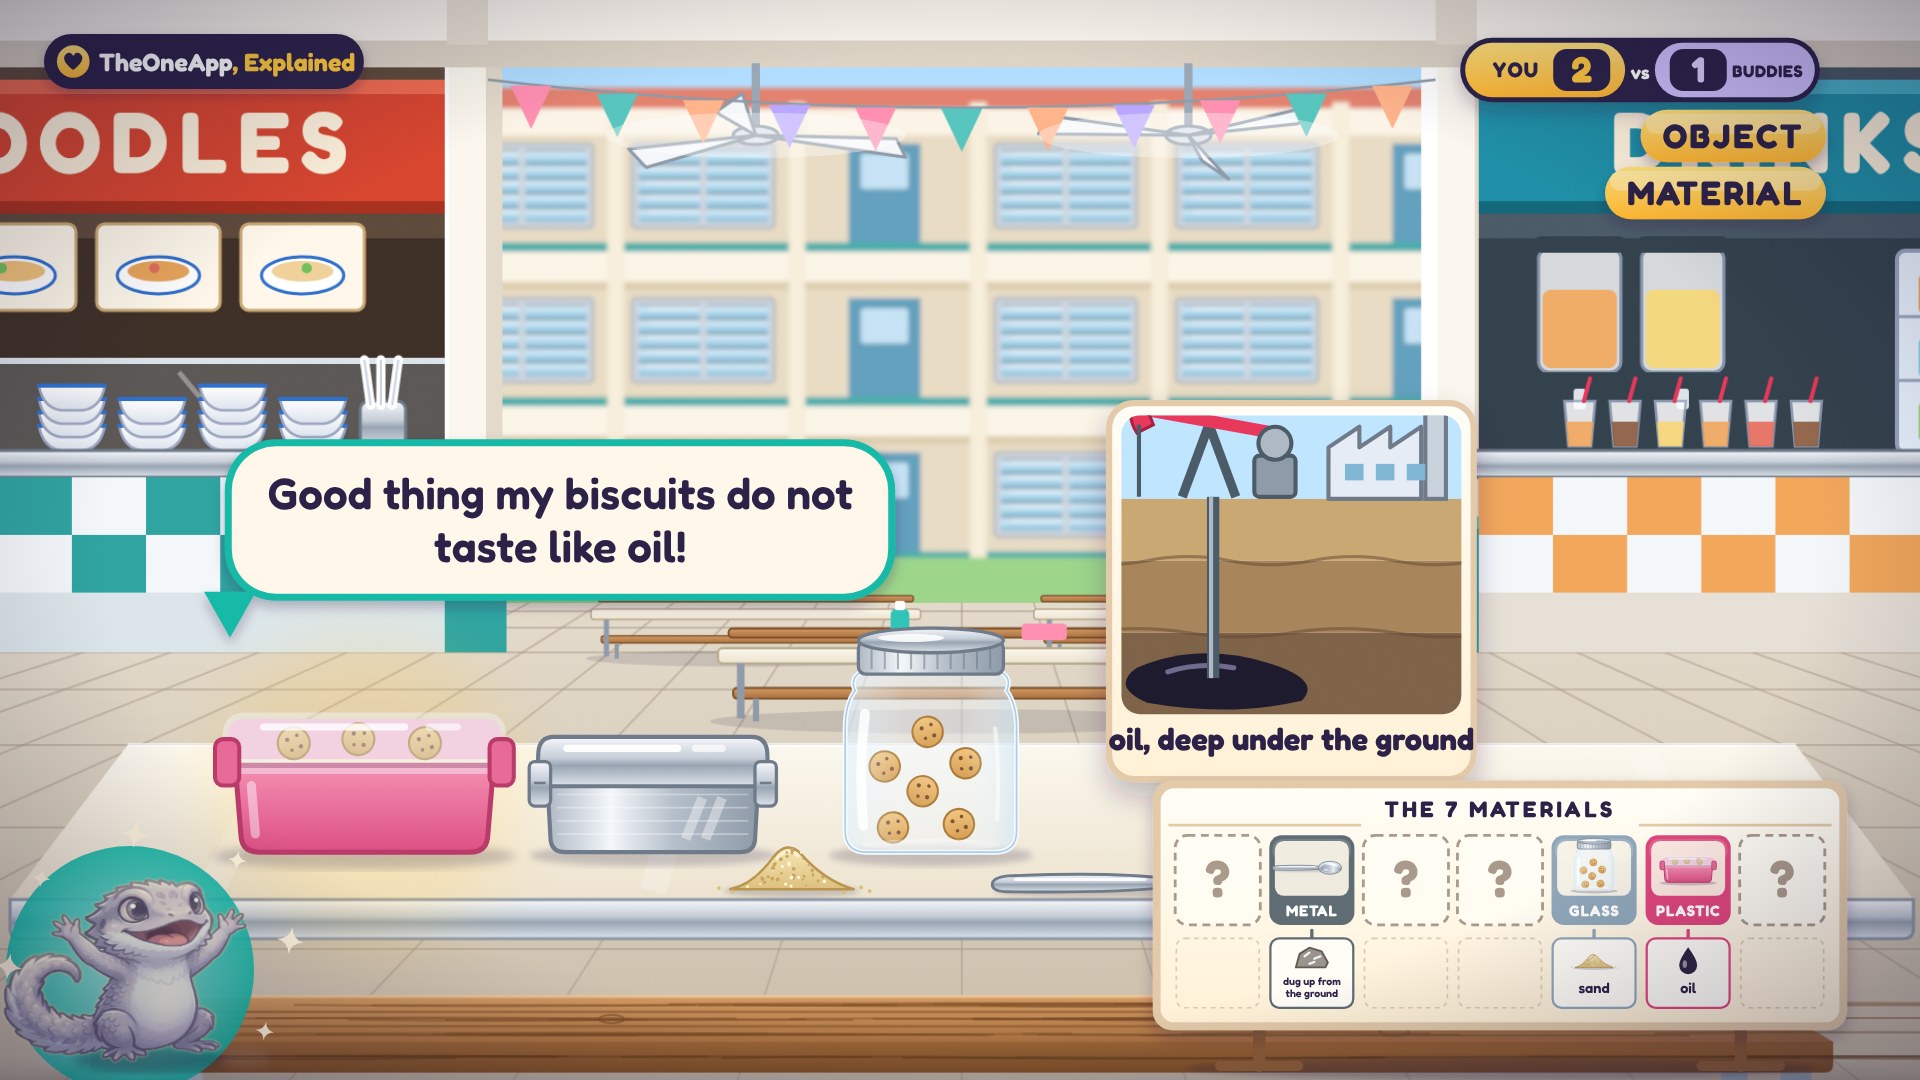 TheOneApp, Explained
YOU 2 vs 1 BUDDIES
OODLES
OBJECT
MATERIAL
Good thing my biscuits do not
taste like oil!
oil, deep under the ground
THE 7 MATERIALS
? METAL ? ? GLASS PLASTIC ?
dug up from
the ground
sand
oil